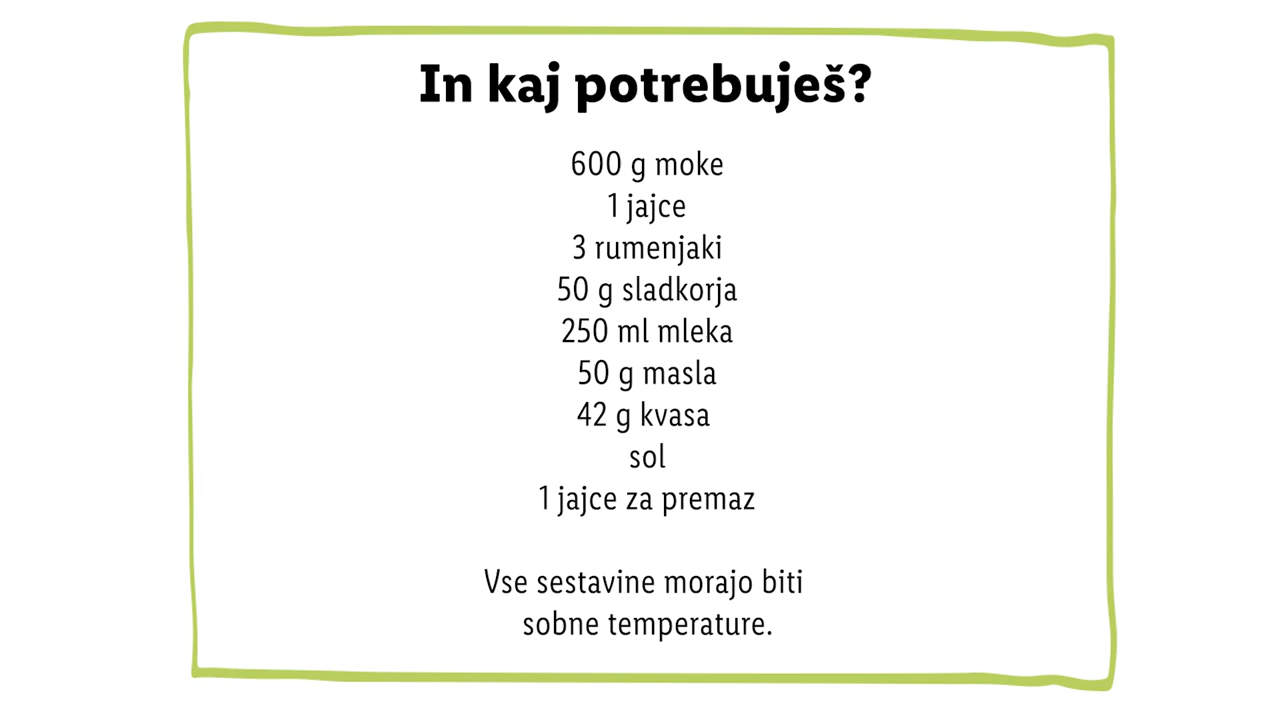 In kaj potrebuješ?
600 g moke
1 jajce
3 rumenjaki
50 g sladkorja
250 ml mleka
50 g masla
42 g kvasa
sol
1 jajce za premaz
Vse sestavine morajo biti
sobne temperature.